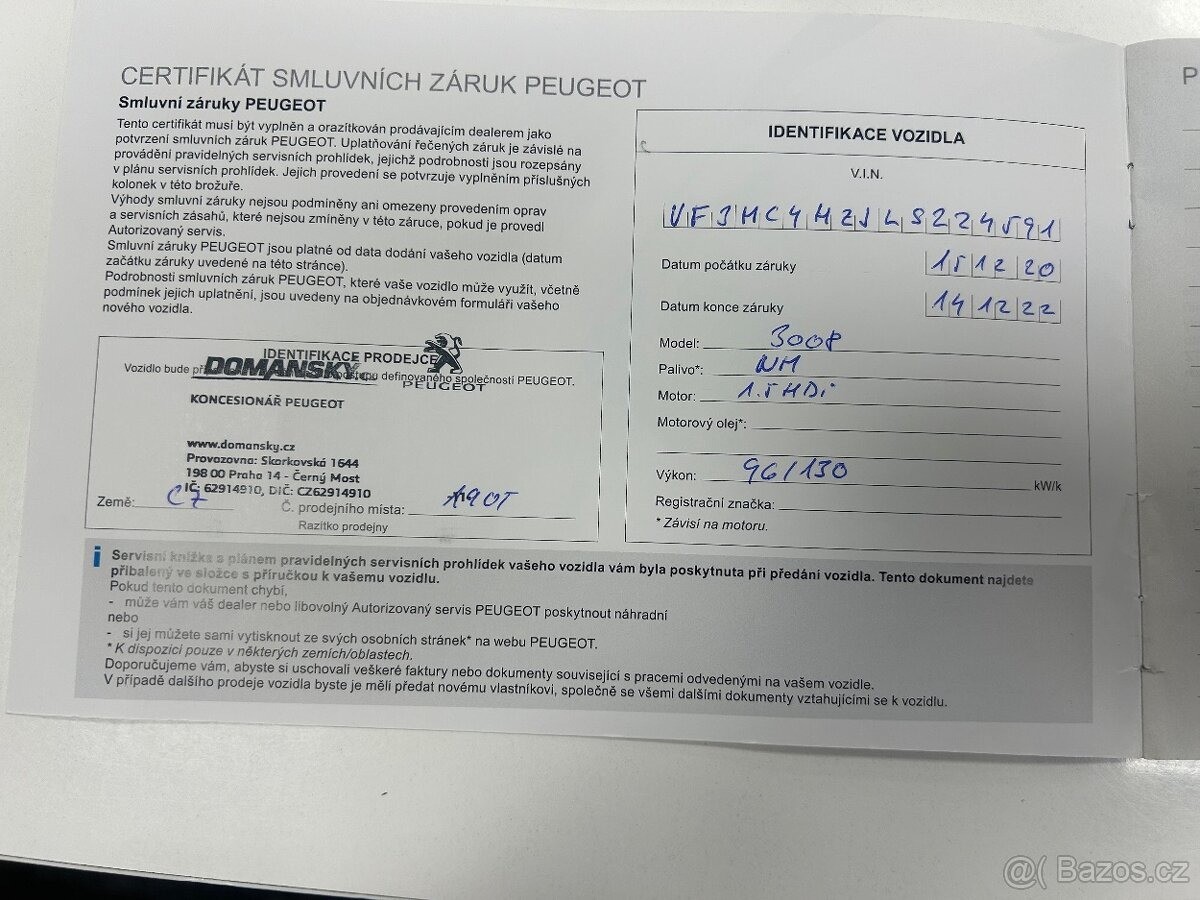 CERTIFIKÁT SMLUVNÍCH ZÁRUK PEUGEOT
Smluvní záruky PEUGEOT
Tento certifikát musí být vyplněn a orazítkován prodávajícím dealerem jako
potvrzení smluvních záruk PEUGEOT. Uplatňování řečených záruk je závislé na
provádění pravidelných servisních prohlídek, jejichž podrobnosti jsou rozepsány
v plánu servisních prohlídek. Jejich provedení se potvrzuje vyplněním příslušných
kolonek v této brožuře.
Výhody smluvní záruky nejsou podmíněny ani omezeny provedením oprav
a servisních zásahů, které nejsou zmíněny v této záruce, pokud je provedl
Autorizovaný servis.
Smluvní záruky PEUGEOT jsou platné od data dodání vašeho vozidla (datum
začátku záruky uvedené na této stránce).
Podrobnosti smluvních záruk PEUGEOT, které vaše vozidlo může využít, včetně
podmínek jejich uplatnění, jsou uvedeny na objednávkovém formuláři vašeho
nového vozidla.
IDENTIFIKACE PRODEJCE
Vozidlo bude definovaného společností PEUGEOT.
DOMANSKY
PEUGEOT
KONCESIONÁŘ PEUGEOT
www.domansky.cz
Provozovna: Skorkovská 1644
198 00 Praha 14 - Černý Most
IČ: 62914910, DIČ: CZ62914910
Země: CZ Č. prodejního místa: A90T
Razítko prodejny
IDENTIFIKACE VOZIDLA
V.I.N.
VF3MC4HZJLS224591
Datum počátku záruky 15 12 20
Datum konce záruky 14 12 22
Model: 3008
Palivo*: NM
Motor: 1.5 HDi
Motorový olej*:
Výkon: 96/130 kW/k
Registrační značka:
* Závisí na motoru.
P
i Servisní knížka s plánem pravidelných servisních prohlídek vašeho vozidla vám byla poskytnuta při předání vozidla. Tento dokument najdete
přibalený ve složce s příručkou k vašemu vozidlu.
Pokud tento dokument chybí,
- může vám váš dealer nebo libovolný Autorizovaný servis PEUGEOT poskytnout náhradní
nebo
- si jej můžete sami vytisknout ze svých osobních stránek* na webu PEUGEOT.
* K dispozici pouze v některých zemích/oblastech.
Doporučujeme vám, abyste si uschovali veškeré faktury nebo dokumenty související s pracemi odvedenými na vašem vozidle.
V případě dalšího prodeje vozidla byste je měli předat novému vlastníkovi, společně se všemi dalšími dokumenty vztahujícími se k vozidlu.
@( Bazos.cz